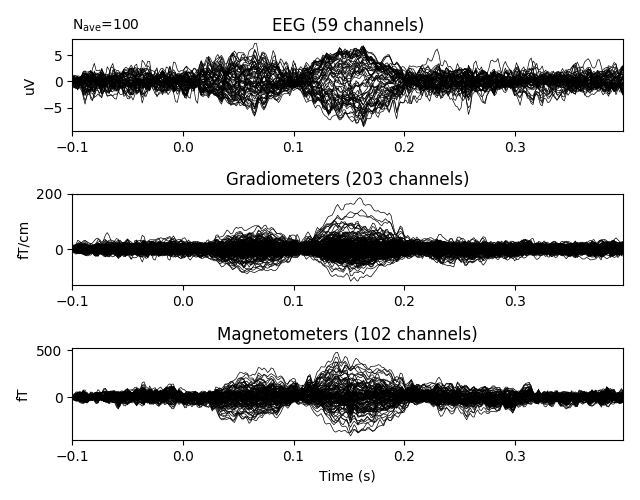 N_ave=100
EEG (59 channels)
5
0
−5
uV
−0.1 0.0 0.1 0.2 0.3
Gradiometers (203 channels)
200
0
fT/cm
−0.1 0.0 0.1 0.2 0.3
Magnetometers (102 channels)
500
0
fT
−0.1 0.0 0.1 0.2 0.3
Time (s)